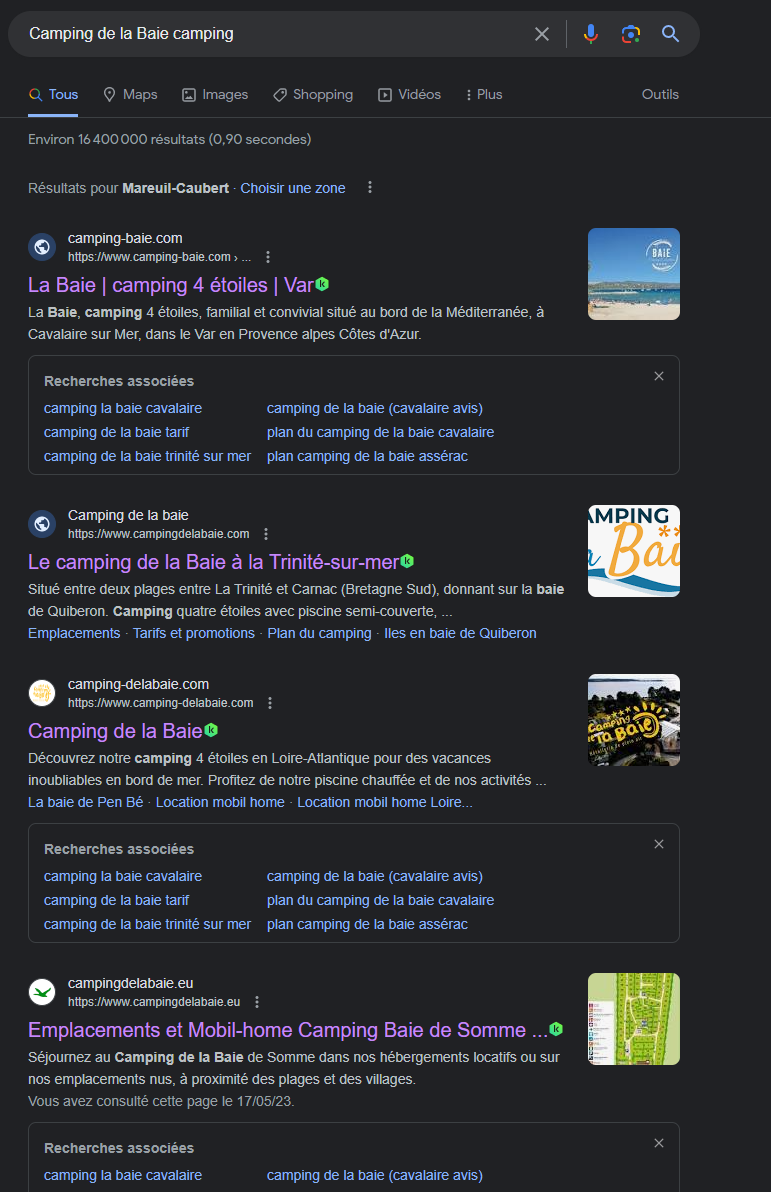 Camping de la Baie camping
Tous Maps Images Shopping Vidéos Plus Outils
Environ 16 400 000 résultats (0,90 secondes)
Résultats pour Mareuil-Caubert · Choisir une zone
camping-baie.com
https://www.camping-baie.com › ...
La Baie | camping 4 étoiles | Var
BAIE
La Baie, camping 4 étoiles, familial et convivial situé au bord de la Méditerranée, à
Cavalaire sur Mer, dans le Var en Provence alpes Côtes d'Azur.
Recherches associées
camping la baie cavalaire camping de la baie (cavalaire avis)
camping de la baie tarif plan du camping de la baie cavalaire
camping de la baie trinité sur mer plan camping de la baie assérac
Camping de la baie
https://www.campingdelabaie.com
Le camping de la Baie à la Trinité-sur-mer
AMPING
a Bai
Situé entre deux plages entre La Trinité et Carnac (Bretagne Sud), donnant sur la baie
de Quiberon. Camping quatre étoiles avec piscine semi-couverte, ...
Emplacements · Tarifs et promotions · Plan du camping · Iles en baie de Quiberon
camping-delabaie.com
https://www.camping-delabaie.com
Camping de la Baie
Camping
de la Baie
Découvrez notre camping 4 étoiles en Loire-Atlantique pour des vacances
inoubliables en bord de mer. Profitez de notre piscine chauffée et de nos activités ...
La baie de Pen Bé · Location mobil home · Location mobil home Loire...
Recherches associées
camping la baie cavalaire camping de la baie (cavalaire avis)
camping de la baie tarif plan du camping de la baie cavalaire
camping de la baie trinité sur mer plan camping de la baie assérac
campingdelabaie.eu
https://www.campingdelabaie.eu
Emplacements et Mobil-home Camping Baie de Somme ...
Séjournez au Camping de la Baie de Somme dans nos hébergements locatifs ou sur
nos emplacements nus, à proximité des plages et des villages.
Vous avez consulté cette page le 17/05/23.
Recherches associées
camping la baie cavalaire camping de la baie (cavalaire avis)